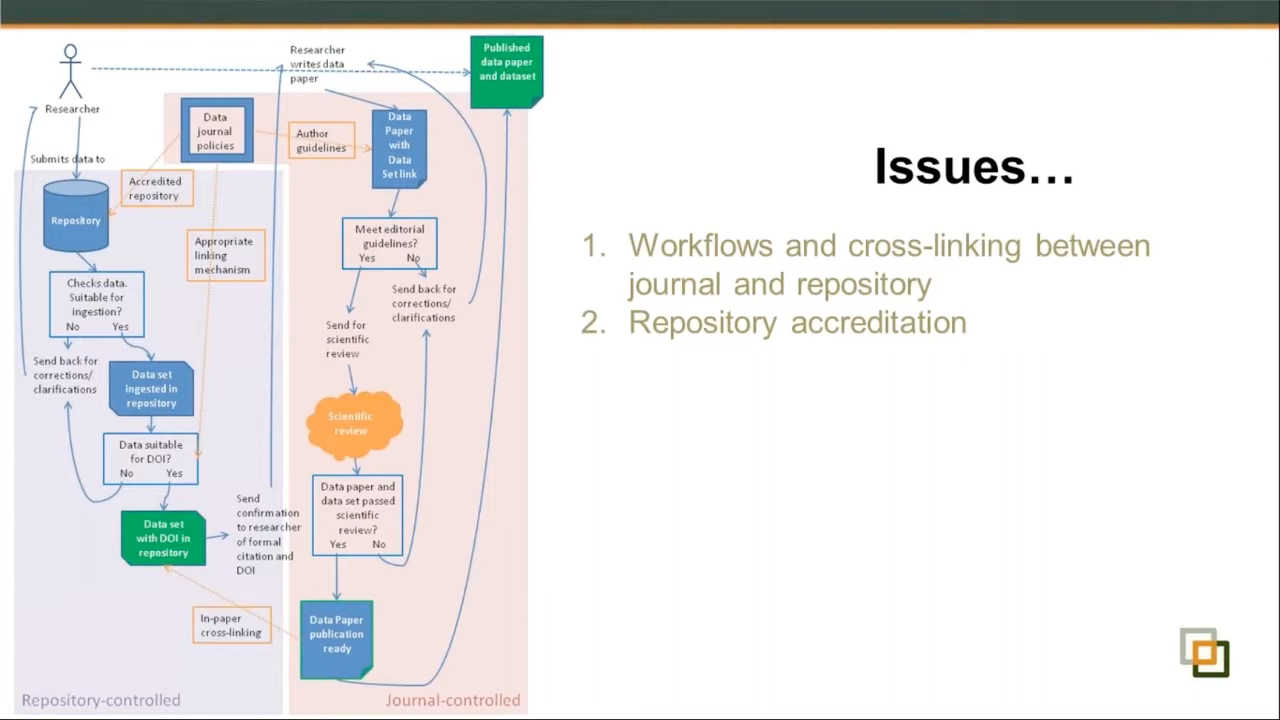 Researcher
Submits data to
Repository
Checks data.
Suitable for
ingestion?
No Yes
Send back for
corrections/
clarifications
Data set
ingested in
repository
Data suitable
for DOI?
No Yes
Data set
with DOI in
repository
Send
confirmation
to researcher
of formal
citation and
DOI
Data
journal
policies
Accredited
repository
Appropriate
linking
mechanism
Author
guidelines
In-paper
cross-linking
Repository-controlled
Researcher
writes data
paper
Data
Paper
with
Data
Set link
Meet editorial
guidelines?
Yes No
Send back for
corrections/
clarifications
Send for
scientific
review
Scientific
review
Data paper and
data set passed
scientific
review?
Yes No
Data Paper
publication
ready
Published
data paper
and dataset
Journal-controlled
Issues…
1. Workflows and cross-linking between
journal and repository
2. Repository accreditation